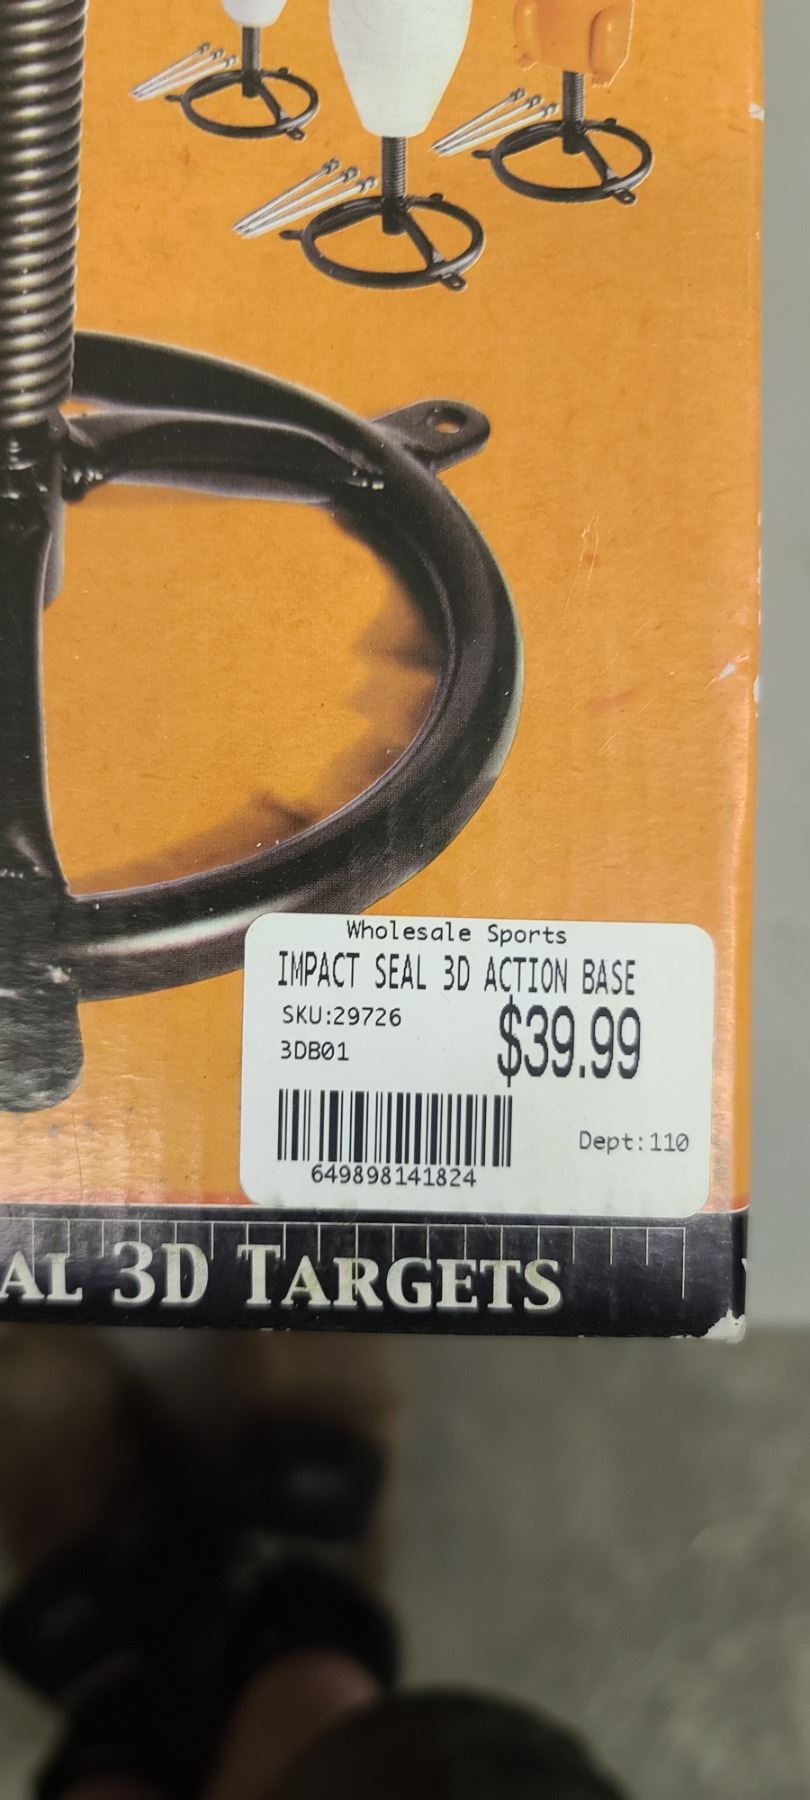 Wholesale Sports
IMPACT SEAL 3D ACTION BASE
SKU:29726
$39.99
3DB01
Dept:110
649898141824
AL 3D TARGETS